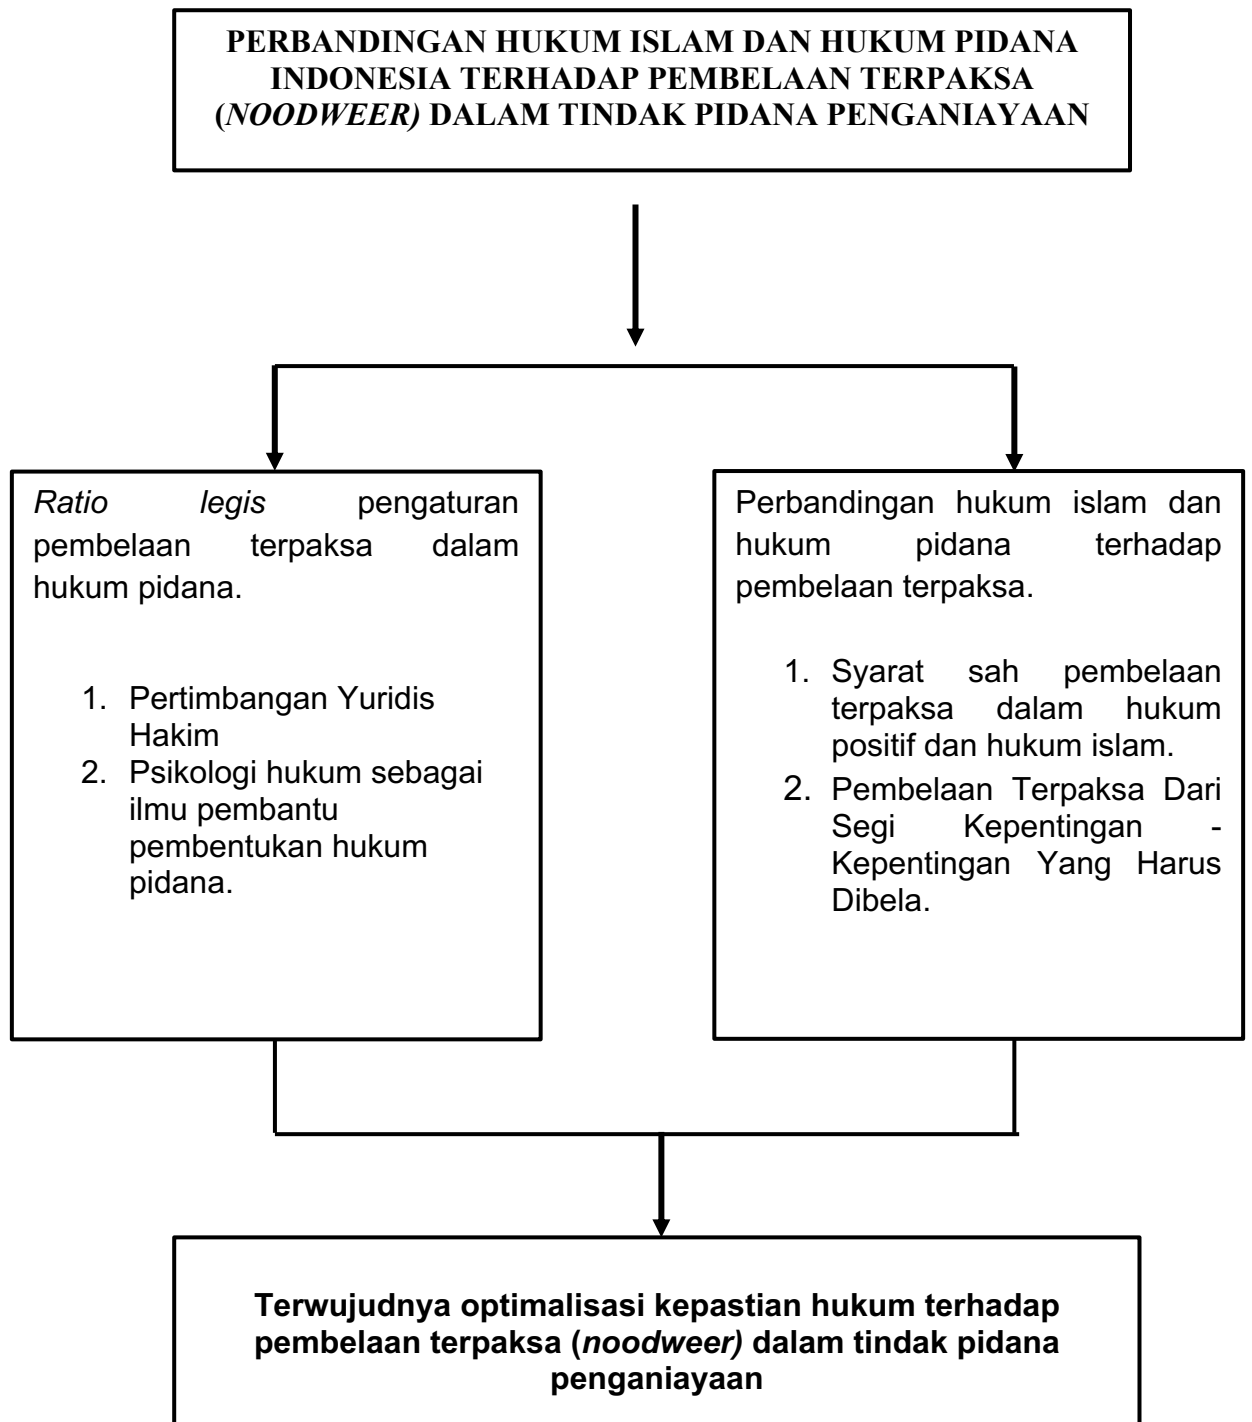 PERBANDINGAN HUKUM ISLAM DAN HUKUM PIDANA
INDONESIA TERHADAP PEMBELAAN TERPAKSA
(NOODWEER) DALAM TINDAK PIDANA PENGANIAYAAN
Ratio legis pengaturan
pembelaan terpaksa dalam
hukum pidana.
1. Pertimbangan Yuridis
Hakim
2. Psikologi hukum sebagai
ilmu pembantu
pembentukan hukum
pidana.
Perbandingan hukum islam dan
hukum pidana terhadap
pembelaan terpaksa.
1. Syarat sah pembelaan
terpaksa dalam hukum
positif dan hukum islam.
2. Pembelaan Terpaksa Dari
Segi Kepentingan -
Kepentingan Yang Harus
Dibela.
Terwujudnya optimalisasi kepastian hukum terhadap
pembelaan terpaksa (noodweer) dalam tindak pidana
penganiayaan